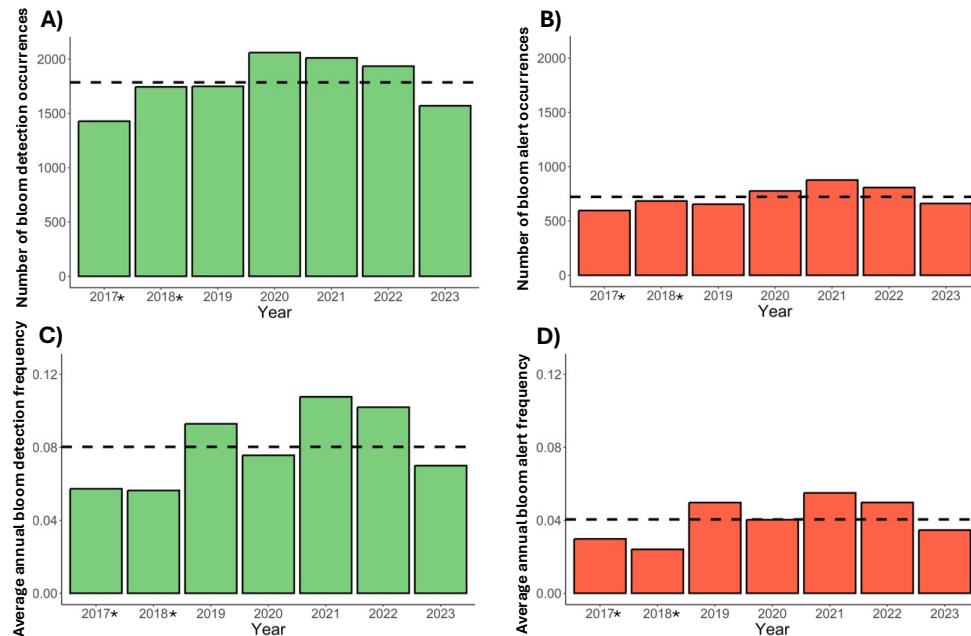 A)
Number of bloom detection occurrences
2000
1500
1000
500
0
2017* 2018* 2019 2020 2021 2022 2023
Year
B)
Number of bloom alert occurrences
2000
1500
1000
500
0
2017* 2018* 2019 2020 2021 2022 2023
Year
C)
Average annual bloom detection frequency
0.12
0.08
0.04
0.00
2017* 2018* 2019 2020 2021 2022 2023
Year
D)
Average annual bloom alert frequency
0.12
0.08
0.04
0.00
2017* 2018* 2019 2020 2021 2022 2023
Year